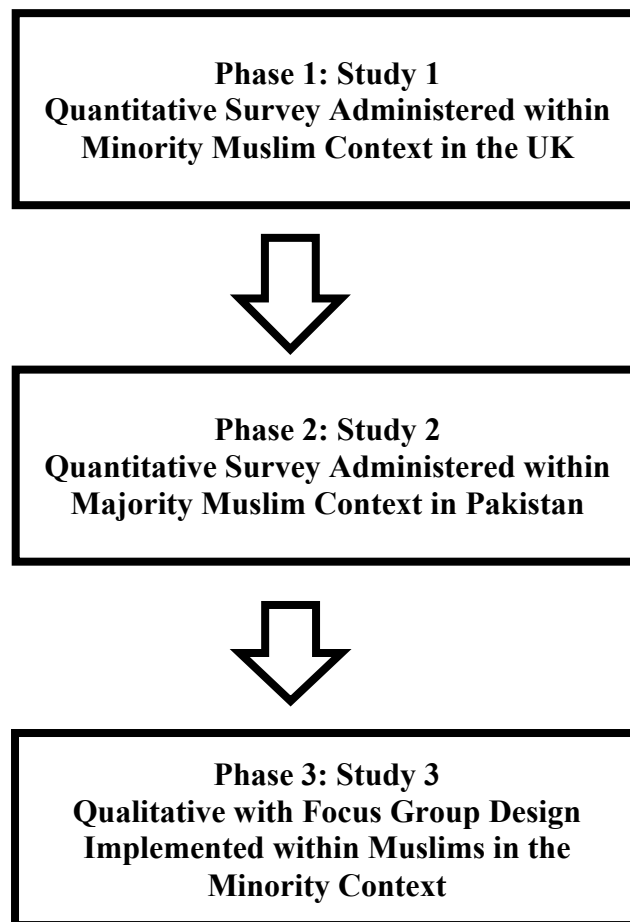 Phase 1: Study 1
Quantitative Survey Administered within
Minority Muslim Context in the UK
Phase 2: Study 2
Quantitative Survey Administered within
Majority Muslim Context in Pakistan
Phase 3: Study 3
Qualitative with Focus Group Design
Implemented within Muslims in the
Minority Context